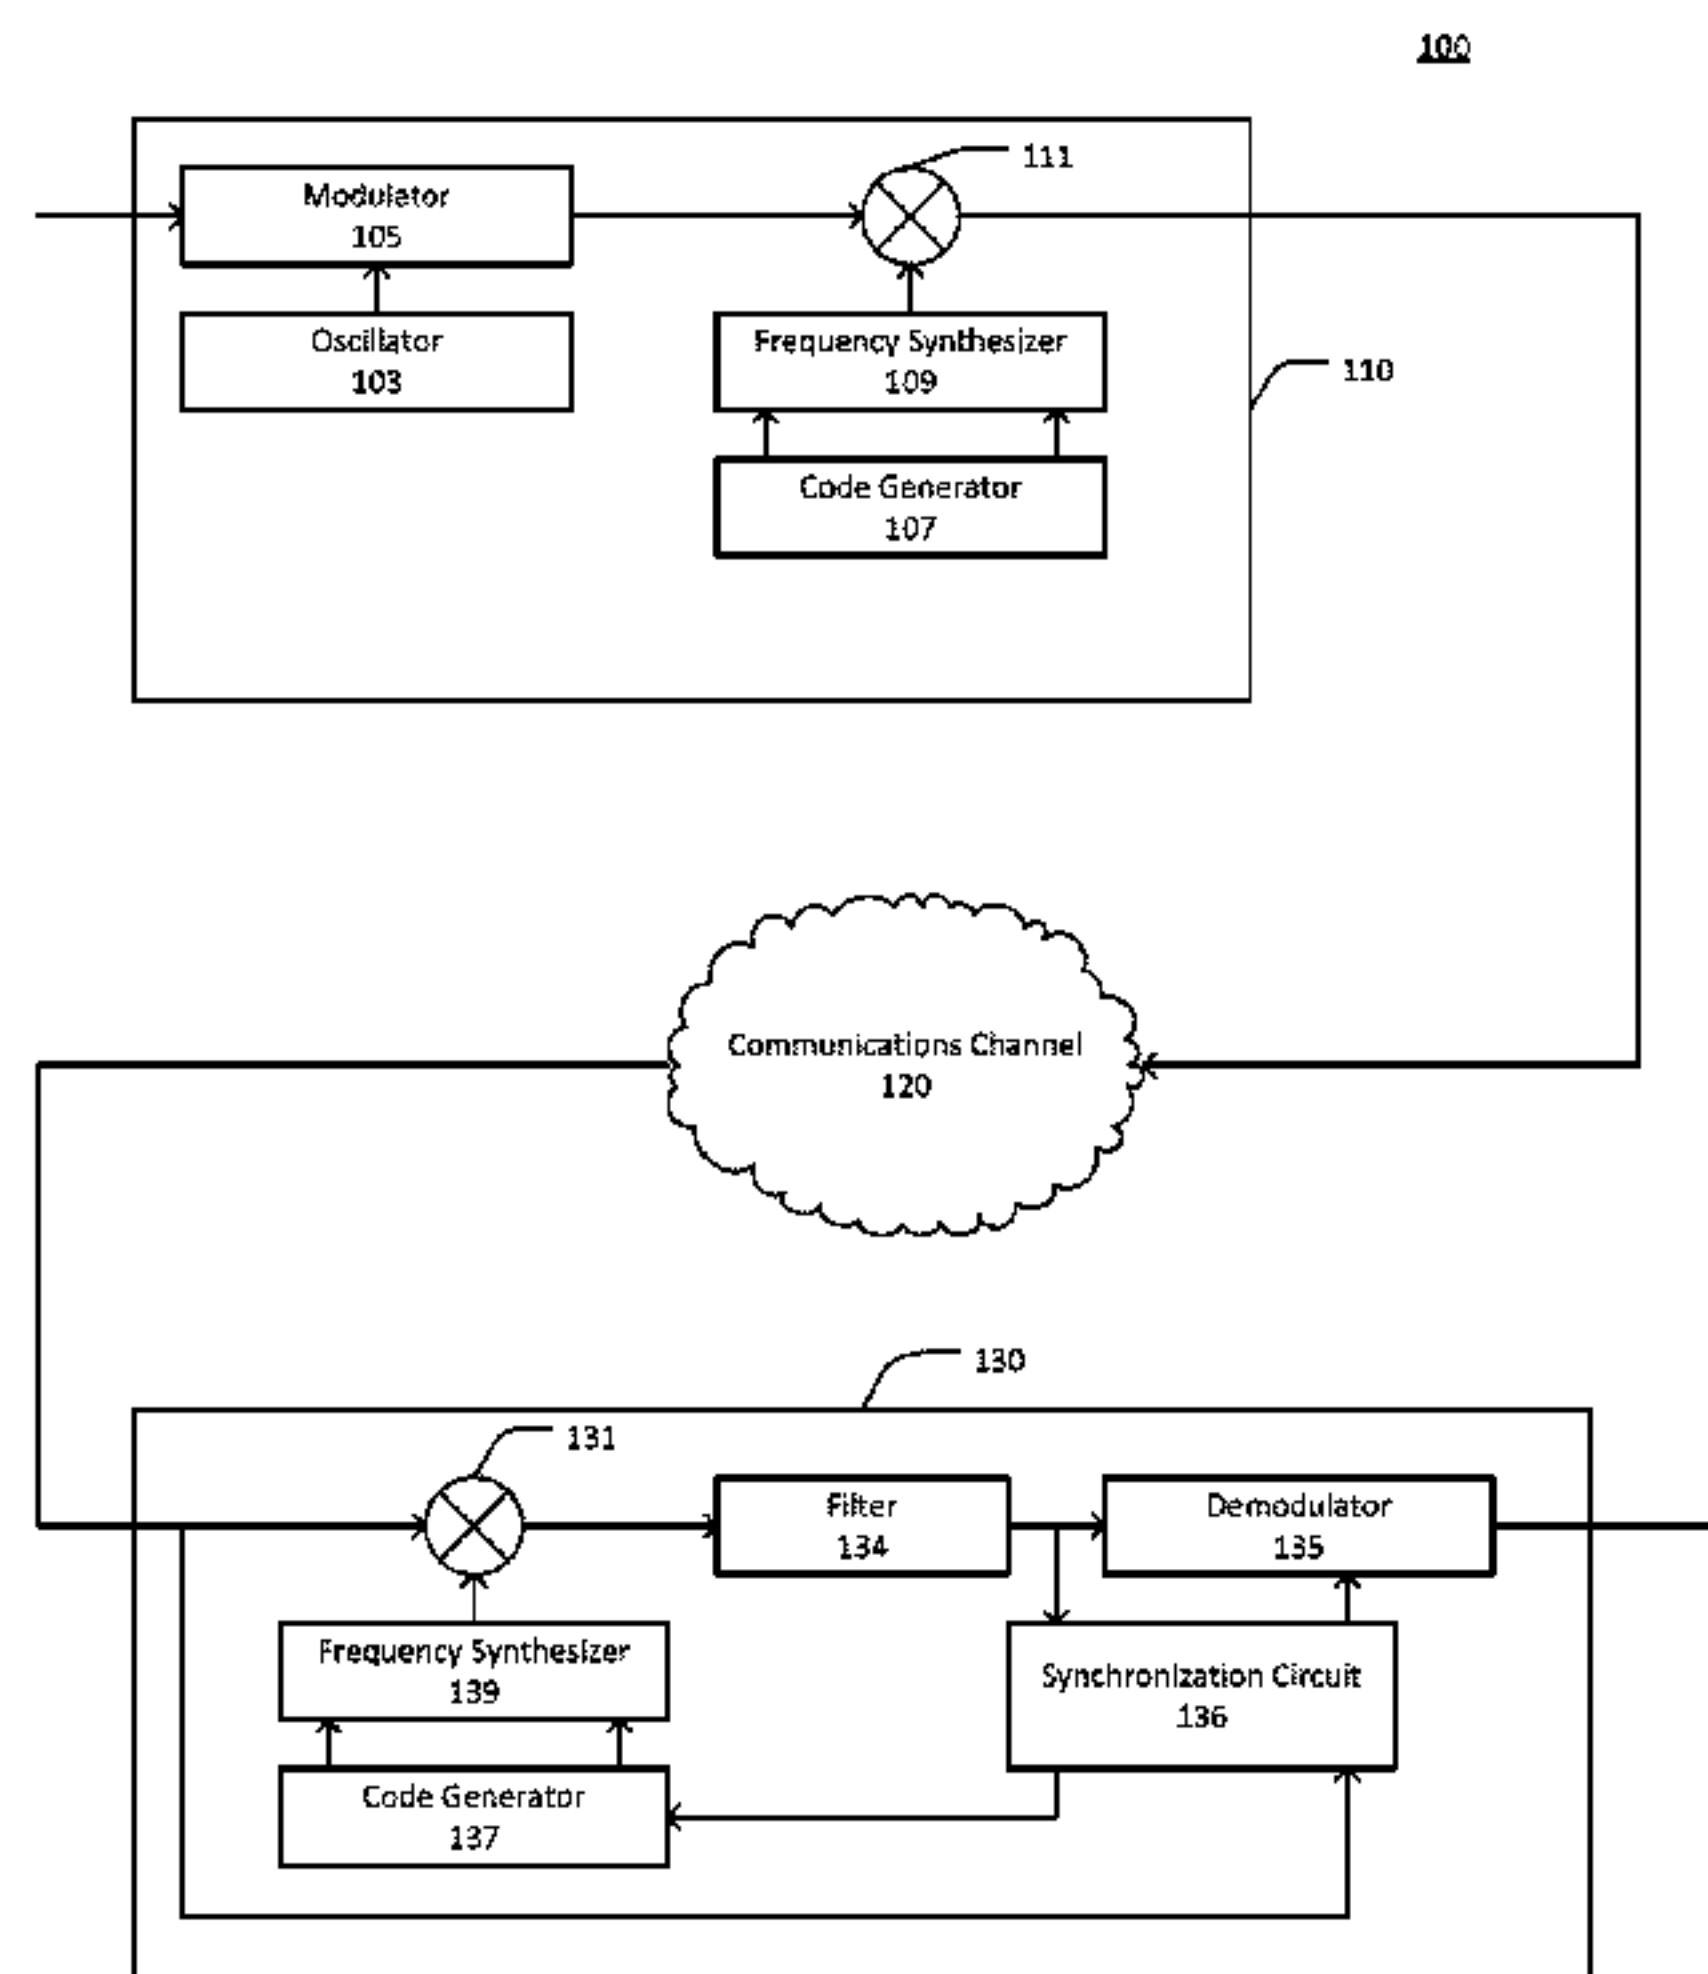 100
111
Modulator
105
Oscillator
103
Frequency Synthesizer
109
110
Code Generator
107
Communications Channel
120
130
131
Filter
134
Demodulator
135
Frequency Synthesizer
139
Synchronization Circuit
136
Code Generator
137